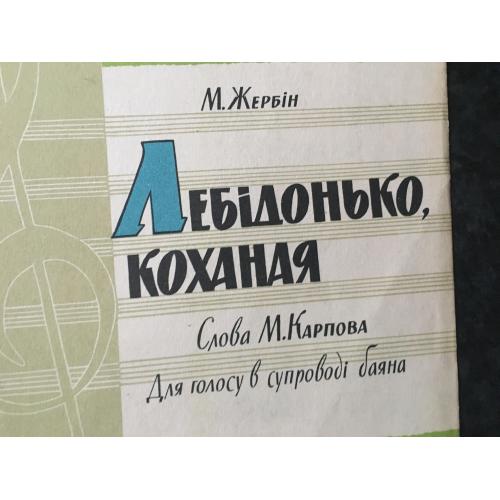 М. Жербін
Лебідонько,
коханая
Слова М. Карпова
Для голосу в супроводі баяна